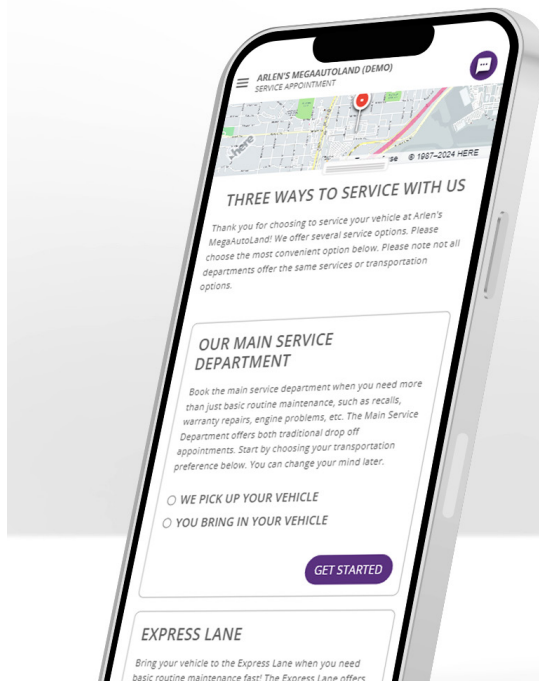 ARLEN'S MEGAAUTOLAND (DEMO)
SERVICE APPOINTMENT
here
© 1987–2024 HERE
THREE WAYS TO SERVICE WITH US
Thank you for choosing to service your vehicle at Arlen's
MegaAutoLand! We offer several service options. Please
choose the most convenient option below. Please note not all
departments offer the same services or transportation
options.
OUR MAIN SERVICE
DEPARTMENT
Book the main service department when you need more
than just basic routine maintenance, such as recalls,
warranty repairs, engine problems, etc. The Main Service
Department offers both traditional drop off
appointments. Start by choosing your transportation
preference below. You can change your mind later.
WE PICK UP YOUR VEHICLE
YOU BRING IN YOUR VEHICLE
GET STARTED
EXPRESS LANE
Bring your vehicle to the Express Lane when you need
basic routine maintenance fast! The Express Lane offers